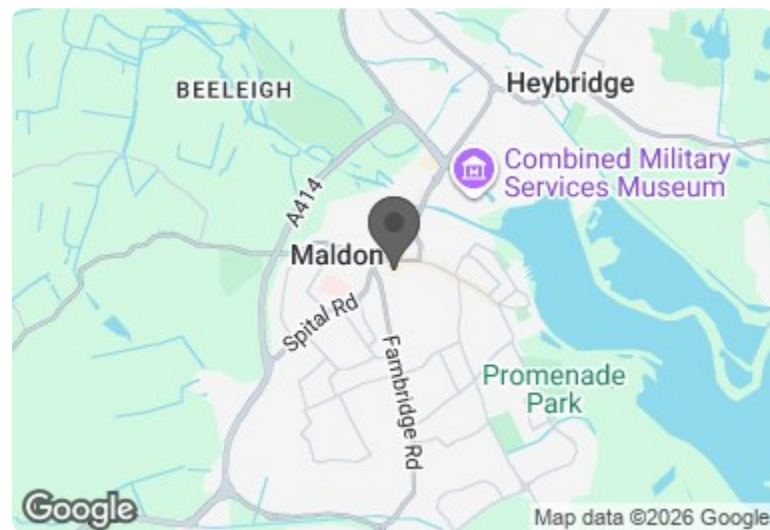 BEELEIGH
Heybridge
Combined Military
Services Museum
A414
Maldon
Spital Rd
Fambridge Rd
Promenade
Park
Google
Map data ©2026 Google